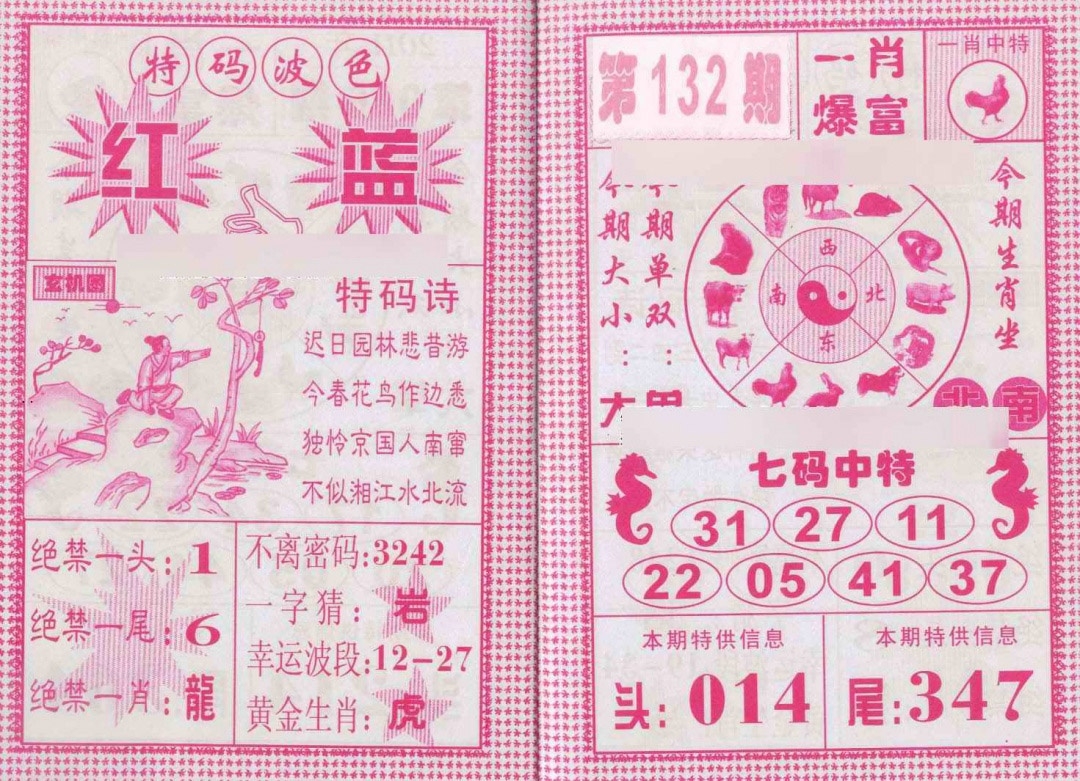 特码波色
红 蓝
玄机图
特码诗
迟日园林悲昔游
今春花鸟作边悉
独怜京国人南窜
不似湘江水北流
绝禁一头:1
绝禁一尾:6
绝禁一肖:龍
不离密码:3242
一字猜:岩
幸运波段:12-27
黄金生肖:虎
第132期
一肖
爆富
一肖中特
今期大小:
今期单双:
西
南 北
东
今期生肖坐
北南
七码中特
31 27 11
22 05 41 37
本期特供信息
头:014
本期特供信息
尾:347